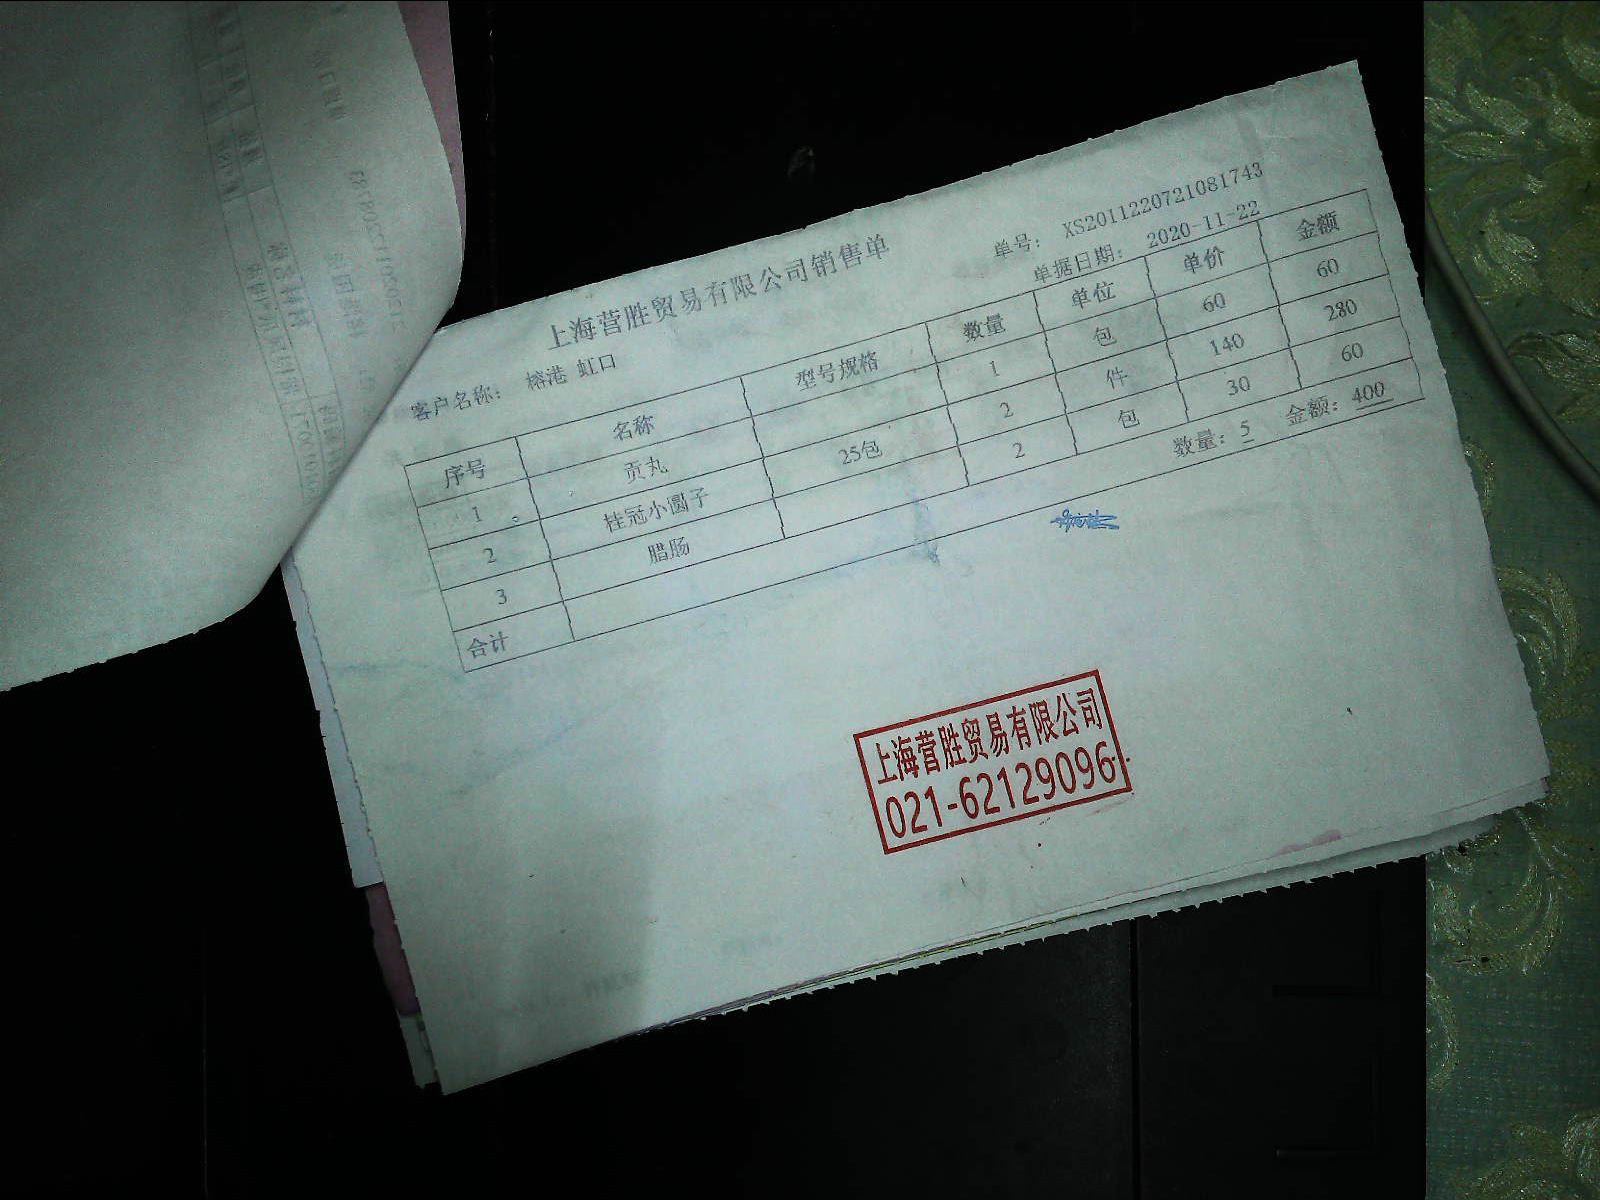 上海营胜贸易有限公司销售单
单号： XS2011220721081743
客户名称： 榕港 虹口
单据日期： 2020-11-22
序号 名称 型号规格 数量 单位 单价 金额
1 贡丸 1 包 60 60
2 桂冠小圆子 25包 2 件 140 280
3 腊肠 2 包 30 60
合计 数量：5 金额：400
上海营胜贸易有限公司
021-62129096